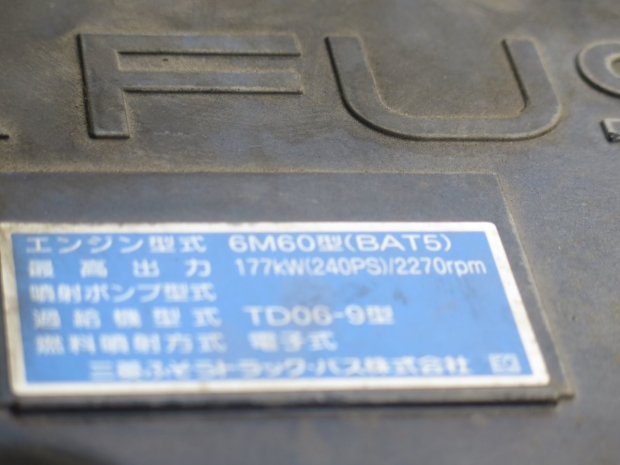 FUS
エンジン型式 6M60型(BAT5)
最高出力 177kW(240PS)/2270rpm
噴射ポンプ型式
過給機型式 TD06-9型
燃料噴射方式 電子式
三菱ふそうトラック・バス株式会社